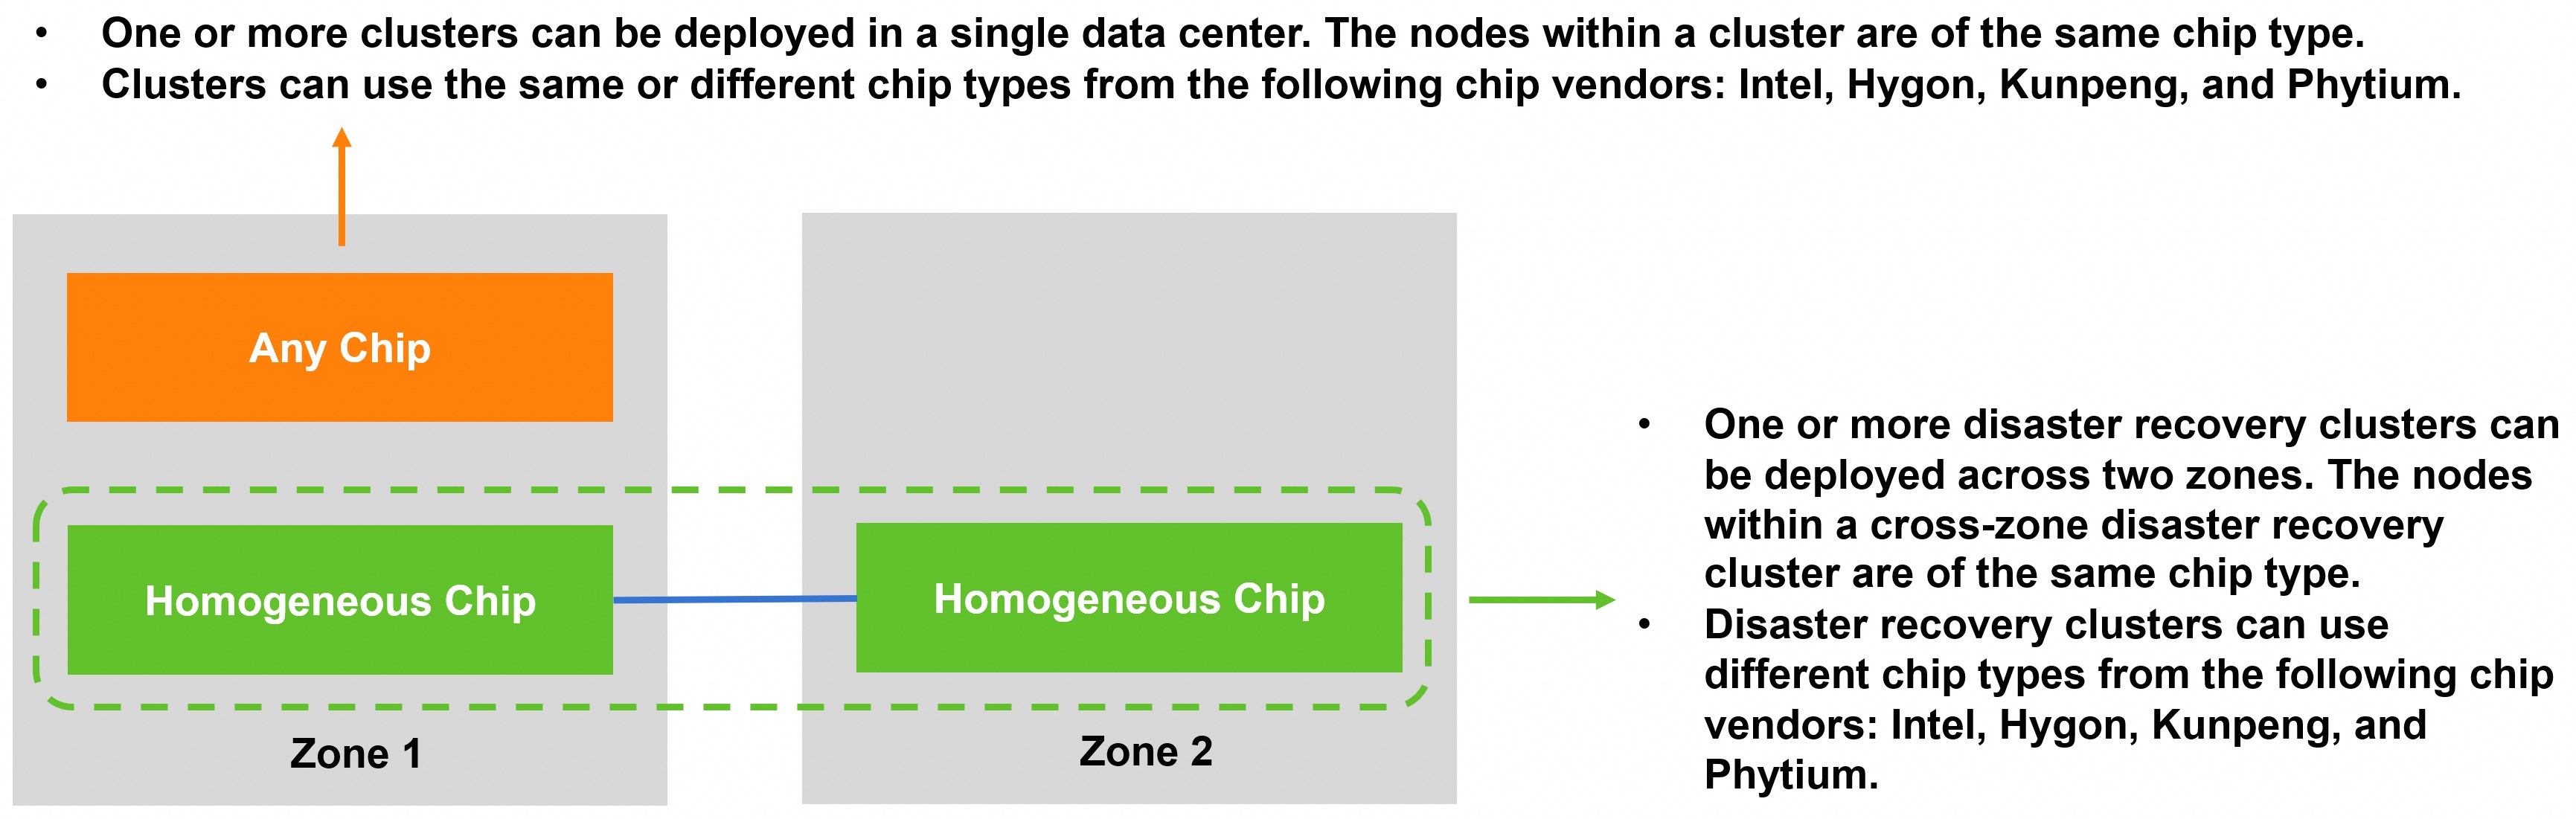 • One or more clusters can be deployed in a single data center. The nodes within a cluster are of the same chip type.
• Clusters can use the same or different chip types from the following chip vendors: Intel, Hygon, Kunpeng, and Phytium.
Any Chip
Homogeneous Chip
Zone 1
Homogeneous Chip
Zone 2
• One or more disaster recovery clusters can
be deployed across two zones. The nodes
within a cross-zone disaster recovery
cluster are of the same chip type.
• Disaster recovery clusters can use
different chip types from the following chip
vendors: Intel, Hygon, Kunpeng, and
Phytium.